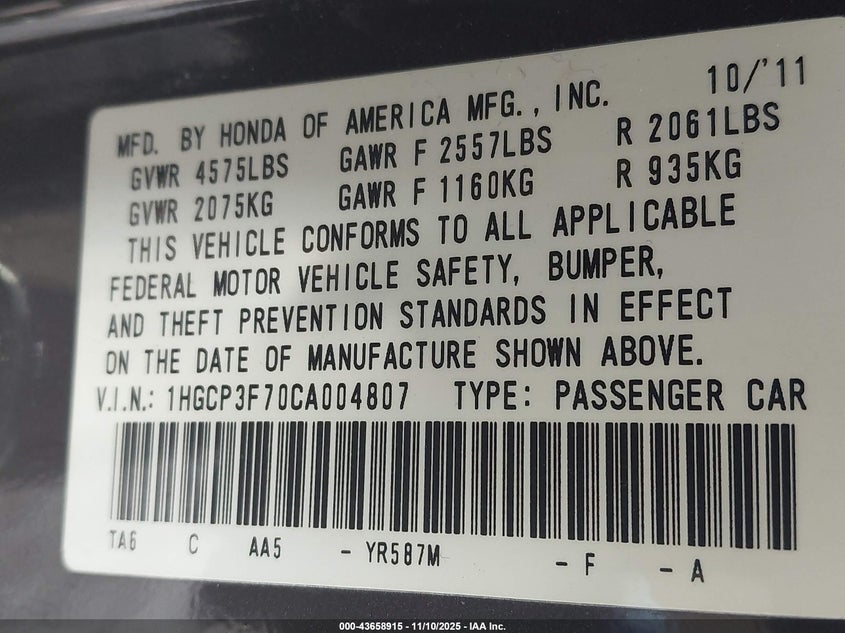 10/'11
MFD. BY HONDA OF AMERICA MFG., INC.
GVWR 4575LBS GAWR F 2557LBS R 2061LBS
GVWR 2075KG GAWR F 1160KG R 935KG
THIS VEHICLE CONFORMS TO ALL APPLICABLE
FEDERAL MOTOR VEHICLE SAFETY, BUMPER,
AND THEFT PREVENTION STANDARDS IN EFFECT
ON THE DATE OF MANUFACTURE SHOWN ABOVE.
V.I.N.: 1HGCP3F70CA004807 TYPE: PASSENGER CAR
TA6 C AA5 - YR587M - F - A
000-43658915 - 11/10/2025 - IAA Inc.